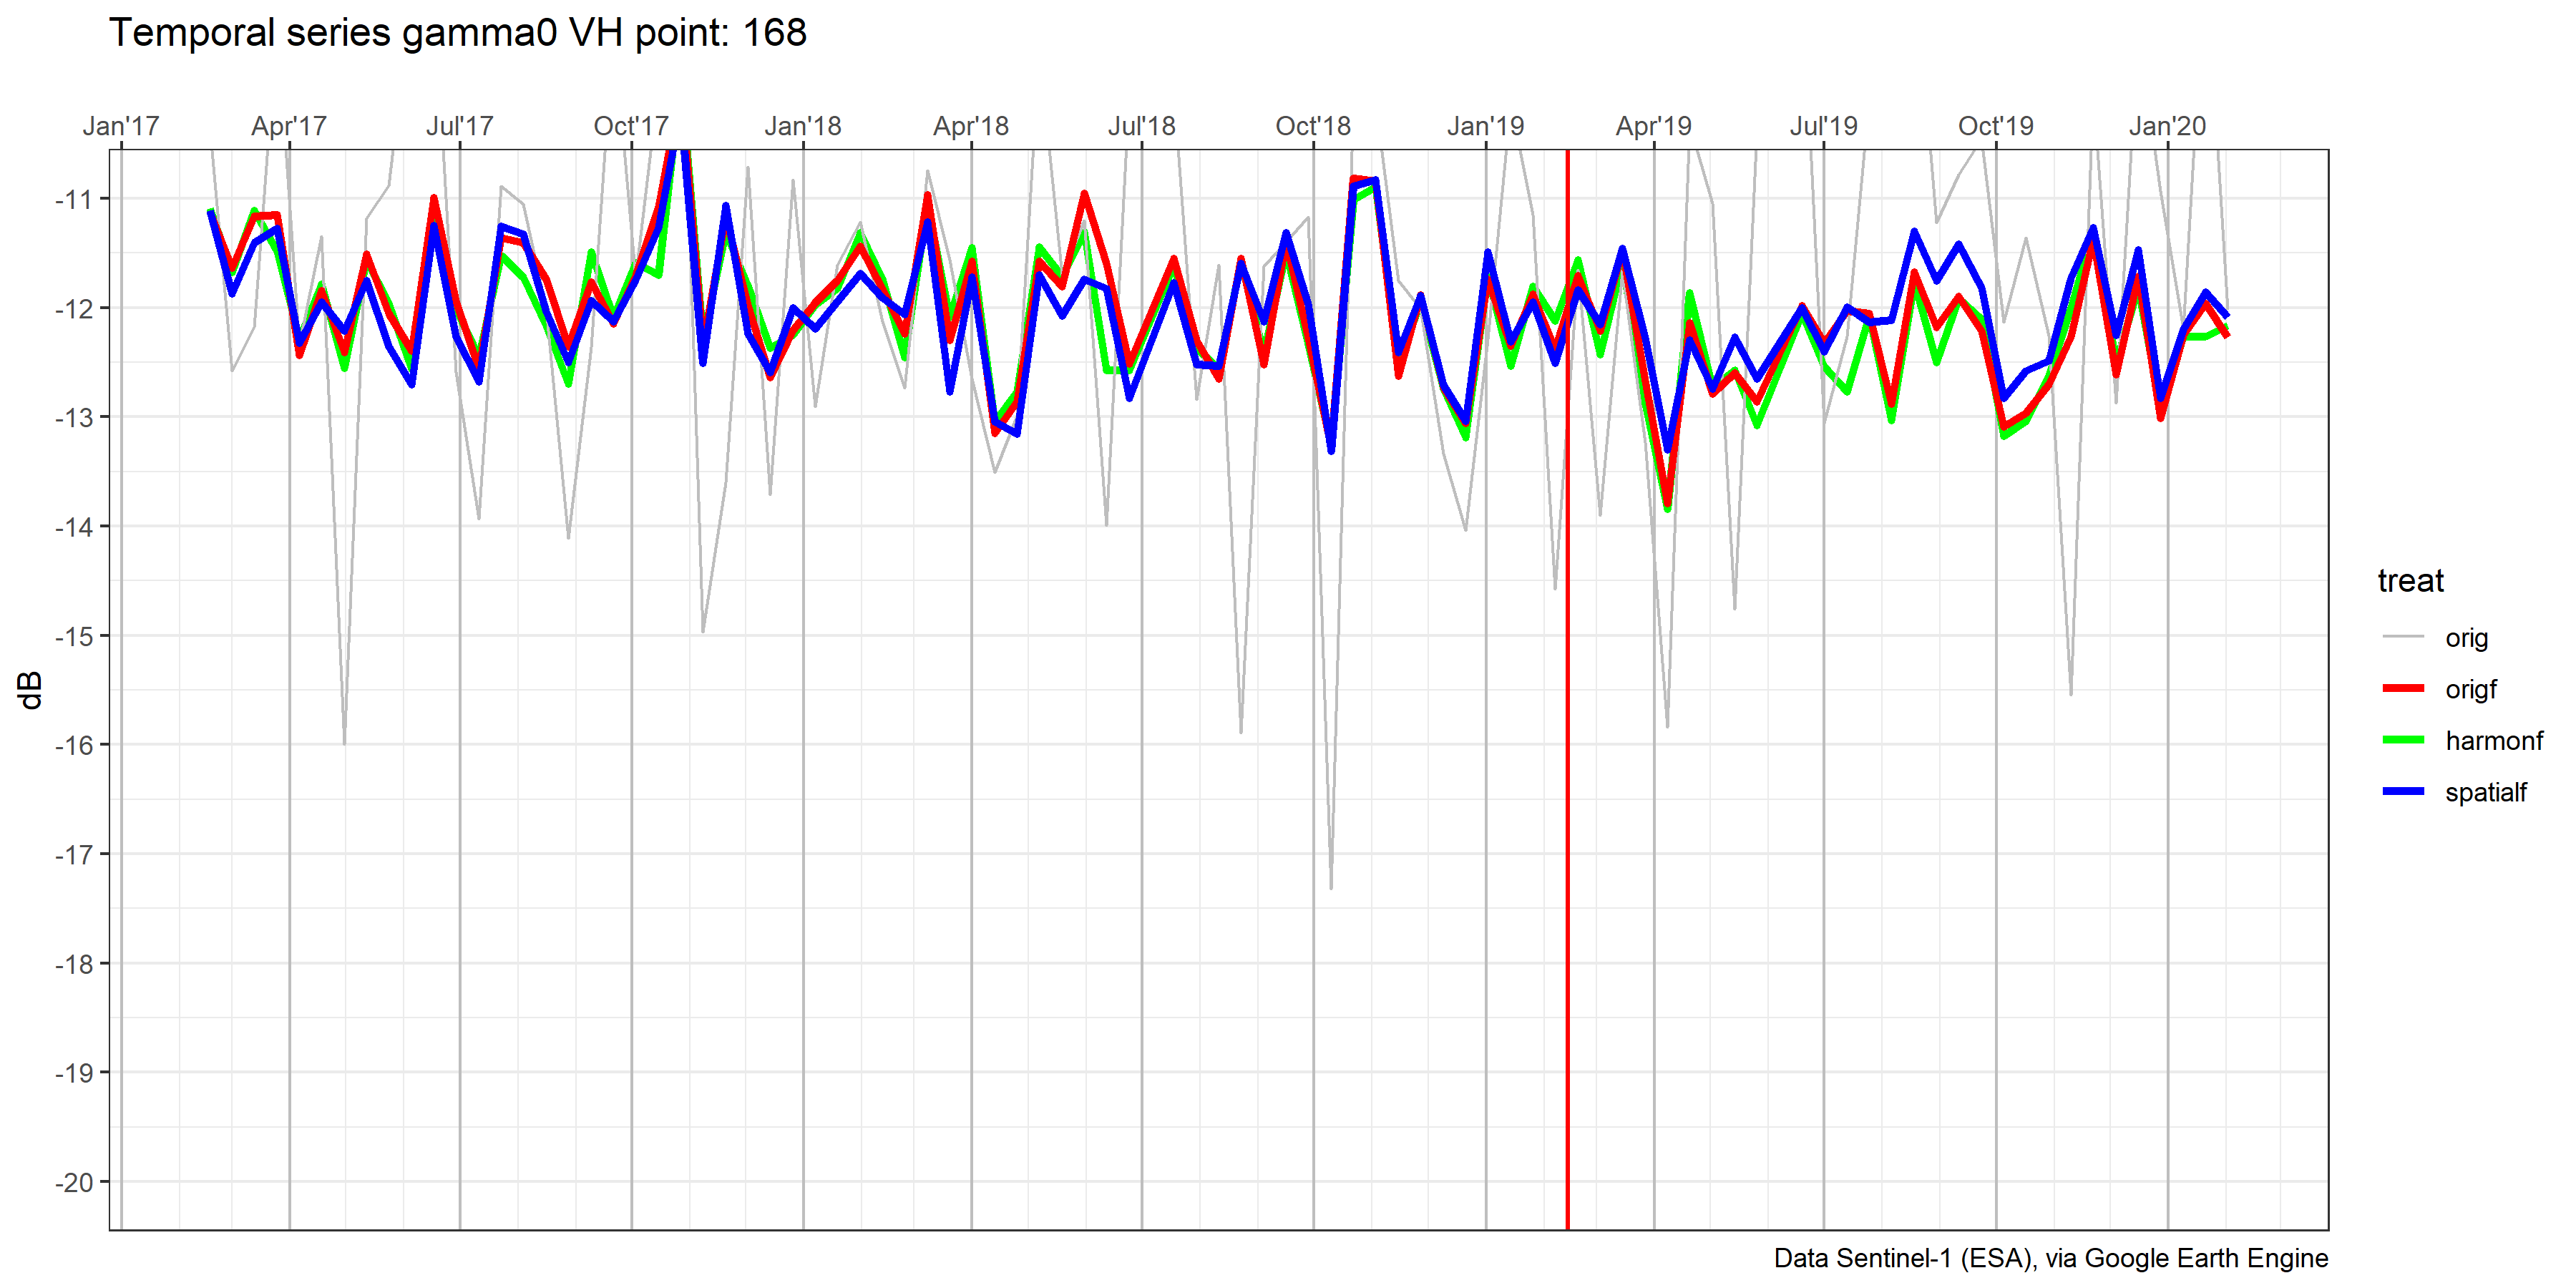 Temporal series gamma0 VH point: 168
Jan'17 Apr'17 Jul'17 Oct'17 Jan'18 Apr'18 Jul'18 Oct'18 Jan'19 Apr'19 Jul'19 Oct'19 Jan'20
-11
-12
-13
-14
-15
-16
-17
-18
-19
-20
dB
treat
orig
origf
harmonf
spatialf
Data Sentinel-1 (ESA), via Google Earth Engine